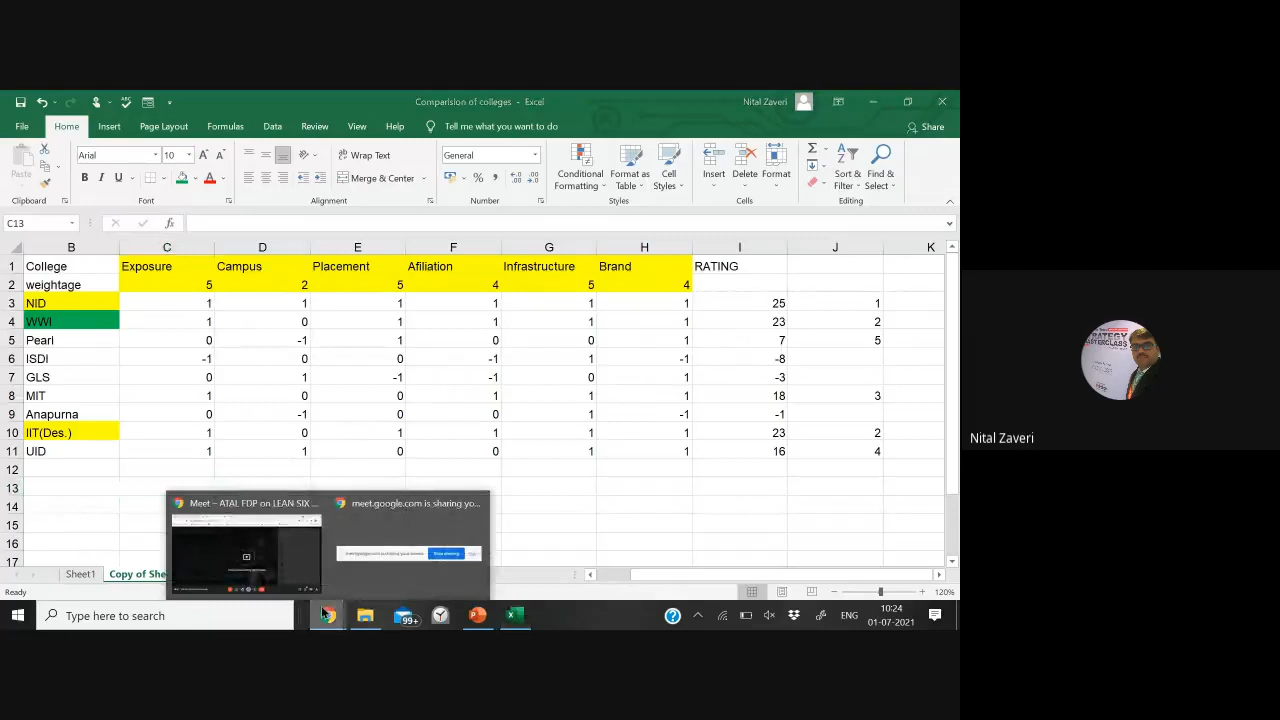 Comparision of colleges - Excel
Nital Zaveri
File Home Insert Page Layout Formulas Data Review View Help Tell me what you want to do Share
Paste
Arial 10
B I U
Wrap Text
Merge & Center
General
Conditional Formatting
Format as Table
Cell Styles
Insert Delete Format
Sort & Filter
Find & Select
Clipboard Font Alignment Number Styles Cells Editing
C13 fx
B C D E F G H I J K
1 College Exposure Campus Placement Afiliation Infrastructure Brand RATING
2 weightage 5 2 5 4 5 4
3 NID 1 1 1 1 1 1 25 1
4 WWI 1 0 1 1 1 1 23 2
5 Pearl 0 -1 1 0 0 1 7 5
6 ISDI -1 0 0 -1 1 -1 -8
7 GLS 0 1 -1 -1 0 1 -3
8 MIT 1 0 0 1 1 1 18 3
9 Anapurna 0 -1 0 0 1 -1 -1
10 IIT(Des.) 1 0 1 1 1 1 23 2
11 UID 1 1 0 0 1 1 16 4
12
13
14
15
16
17
Meet – ATAL FDP on LEAN SIX ...
meet.google.com is sharing yo...
Sheet1 Copy of She
Ready 120%
Type here to search
99+
ENG
10:24
01-07-2021
Nital Zaveri